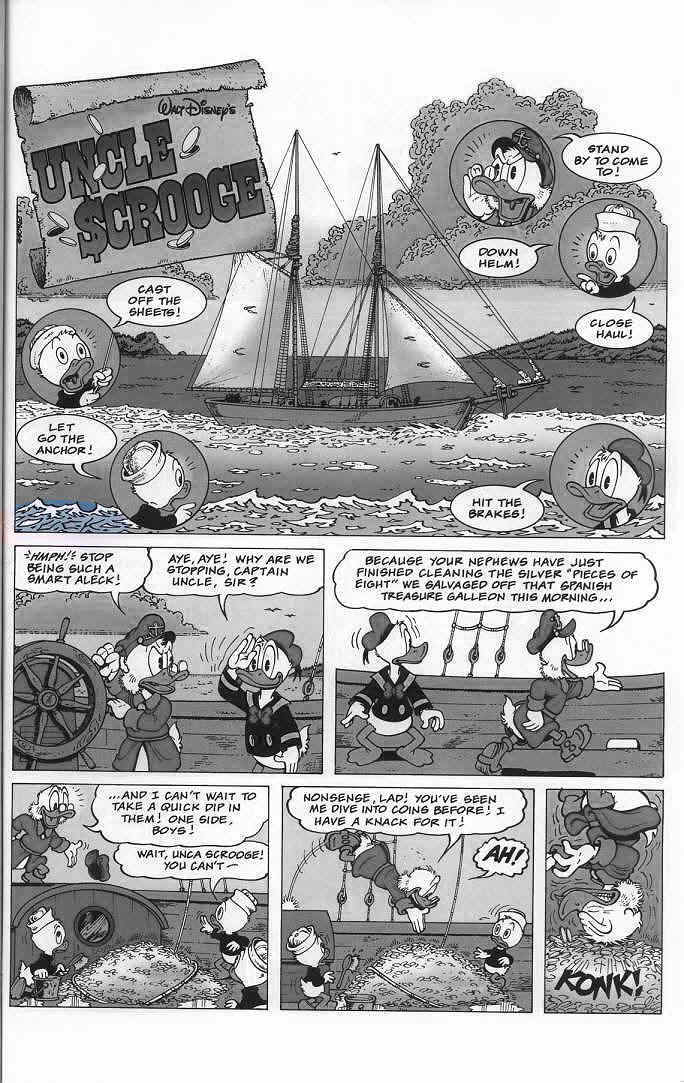 WALT DISNEY'S
UNCLE
$CROOGE
STAND
BY TO COME
TO!
DOWN
HELM!
CLOSE
HAUL!
CAST
OFF THE
SHEETS!
LET
GO THE
ANCHOR!
HIT THE
BRAKES!
HMPH! STOP
BEING SUCH A
SMART ALECK!
AYE, AYE! WHY ARE WE
STOPPING, CAPTAIN
UNCLE, SIR?
BECAUSE YOUR NEPHEWS HAVE JUST
FINISHED CLEANING THE SILVER "PIECES OF
EIGHT" WE SALVAGED OFF THAT SPANISH
TREASURE GALLEON THIS MORNING...
...AND I CAN'T WAIT TO
TAKE A QUICK DIP IN
THEM! ONE SIDE,
BOYS!
WAIT, UNCA SCROOGE!
YOU CAN'T—
NONSENSE, LAD! YOU'VE SEEN
ME DIVE INTO COINS BEFORE! I
HAVE A KNACK FOR IT!
AH!
KONK!